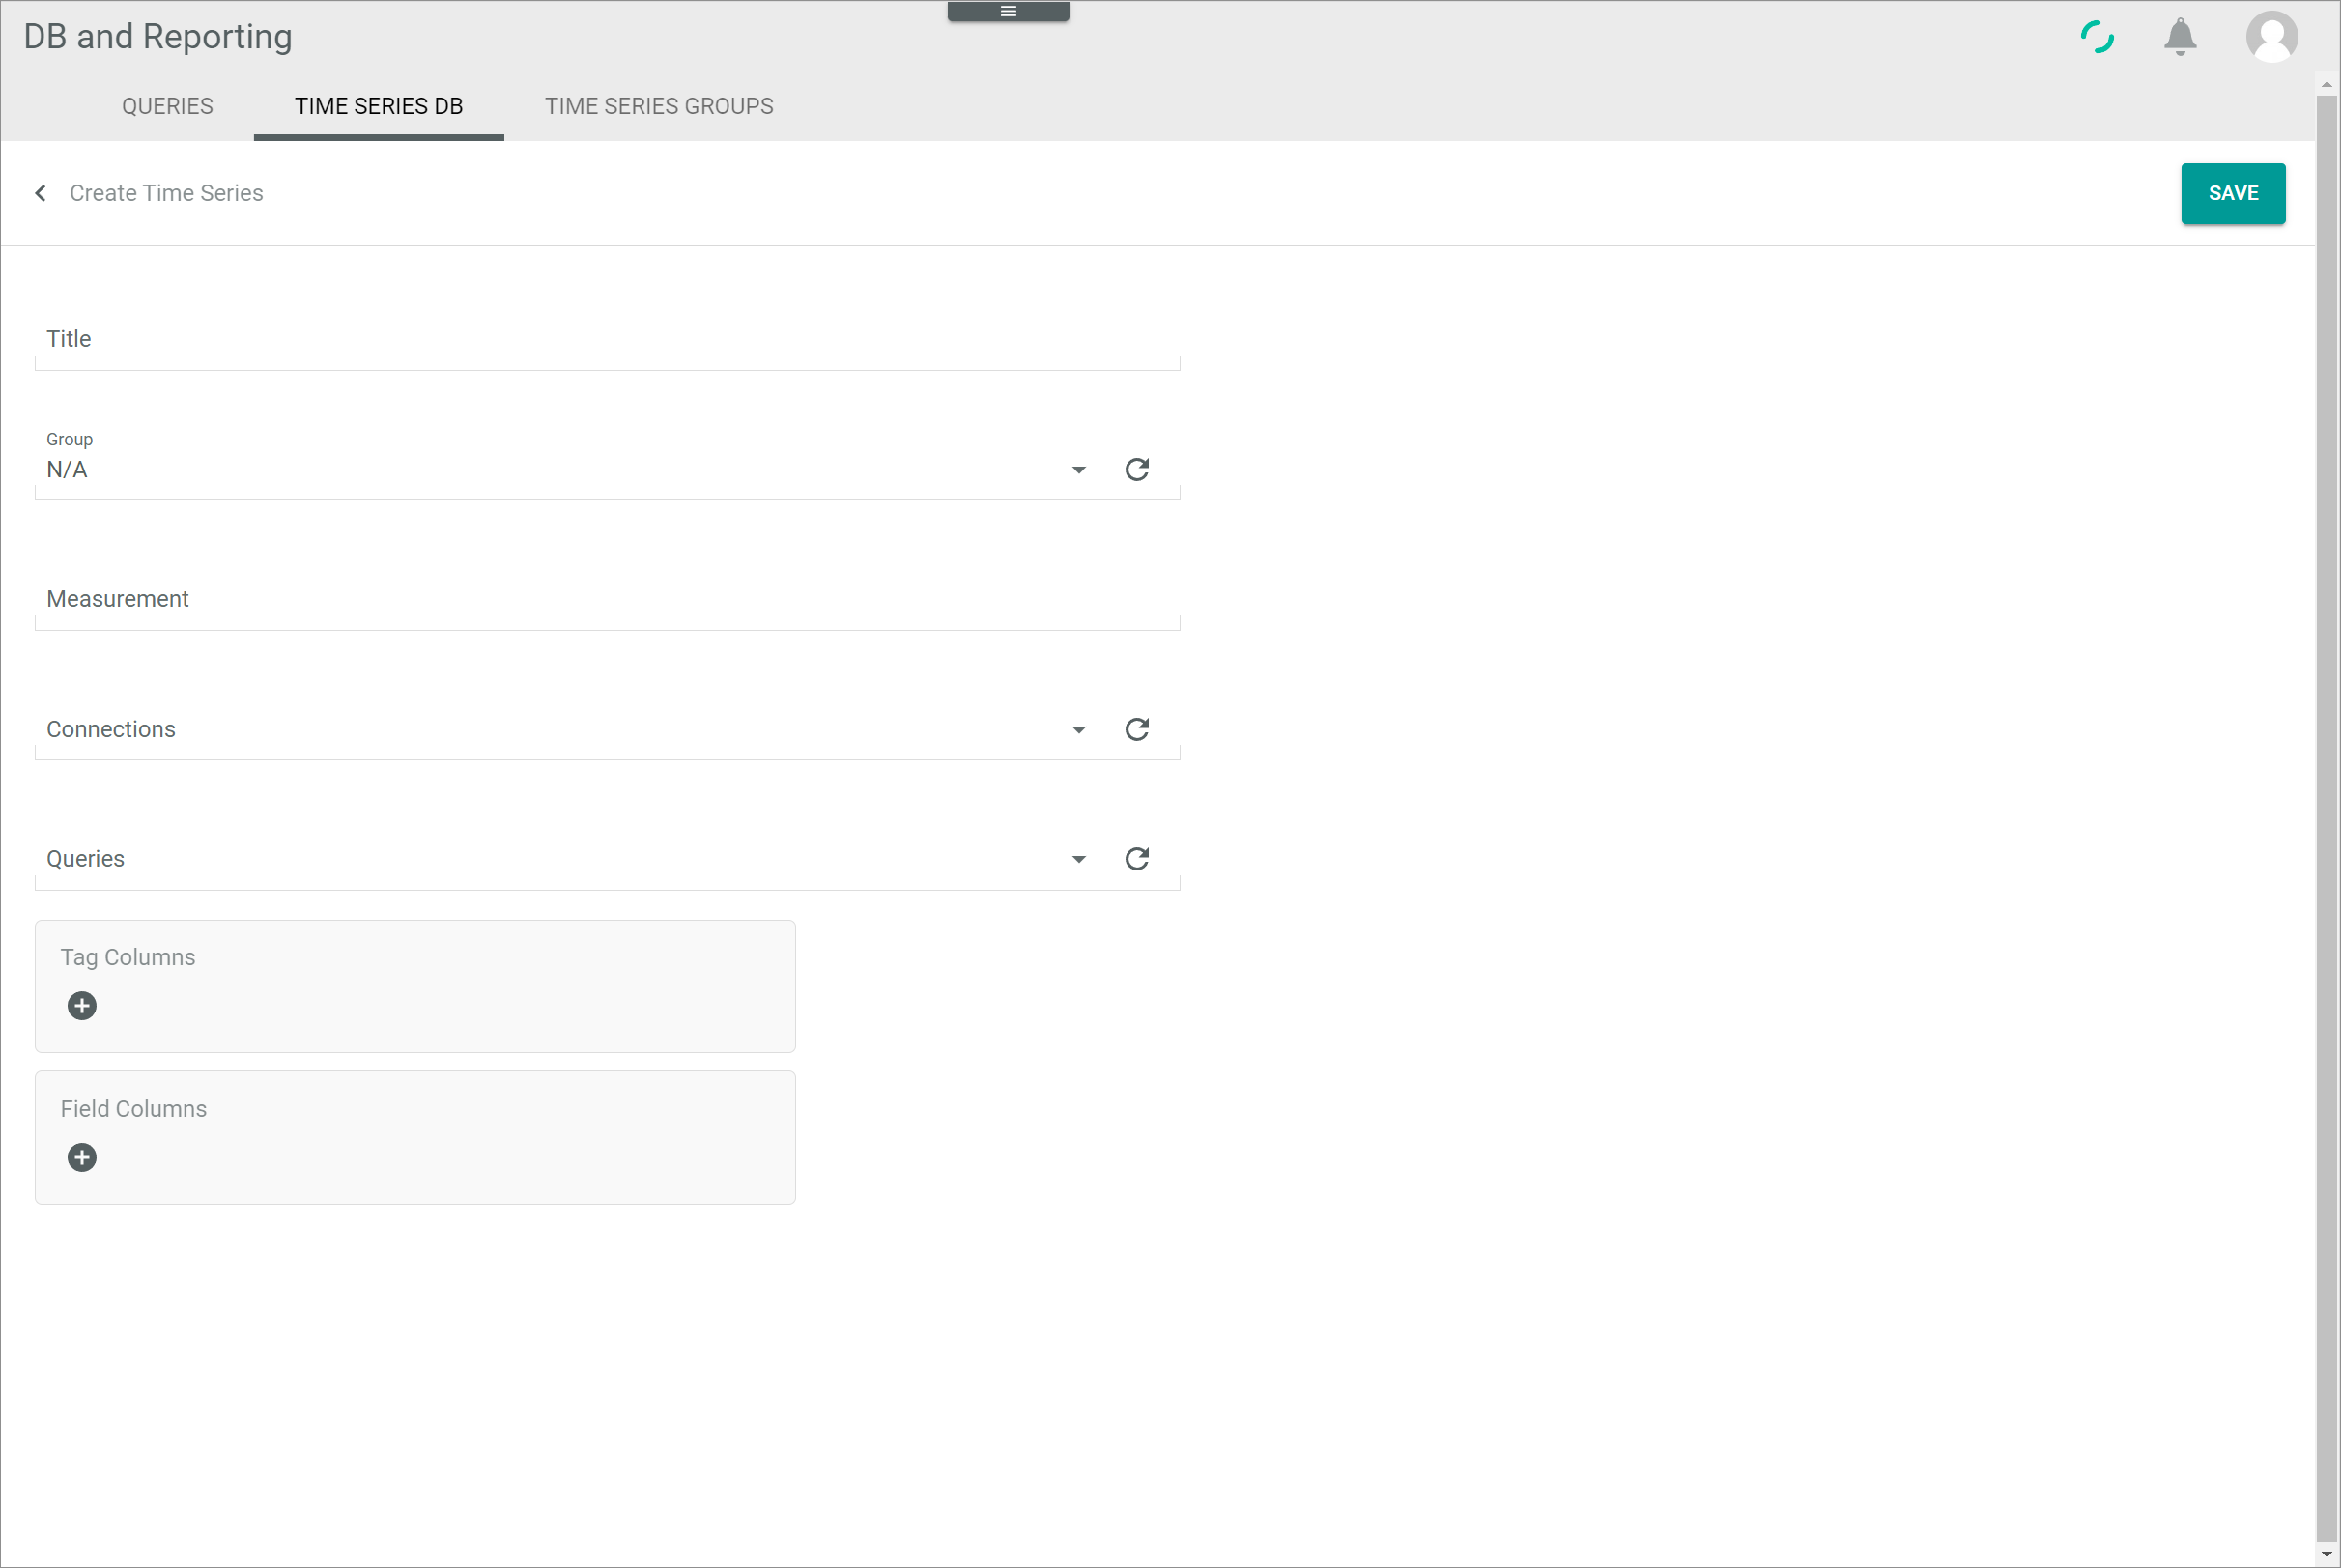 DB and Reporting
QUERIES
TIME SERIES DB
TIME SERIES GROUPS
Create Time Series
SAVE
Title
Group
N/A
Measurement
Connections
Queries
Tag Columns
Field Columns